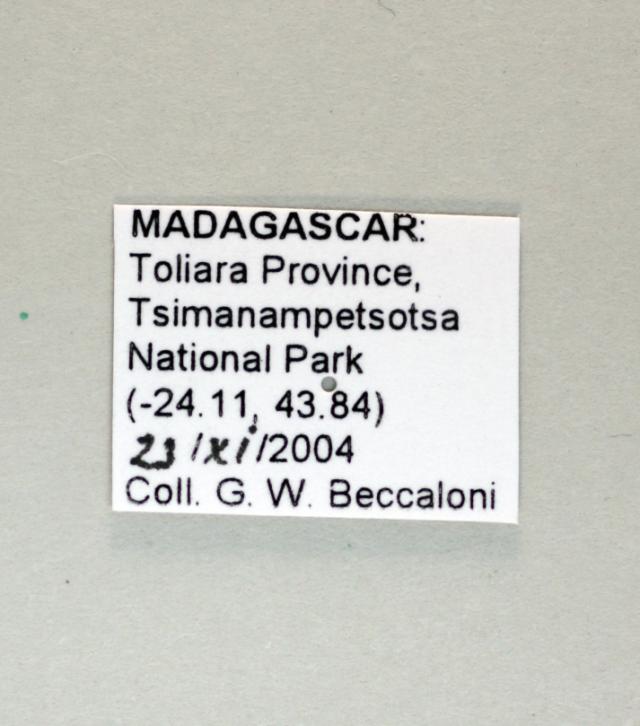 MADAGASCAR:
Toliara Province,
Tsimanampetsotsa
National Park
(-24.11, 43.84)
23/xi/2004
Coll. G. W. Beccaloni